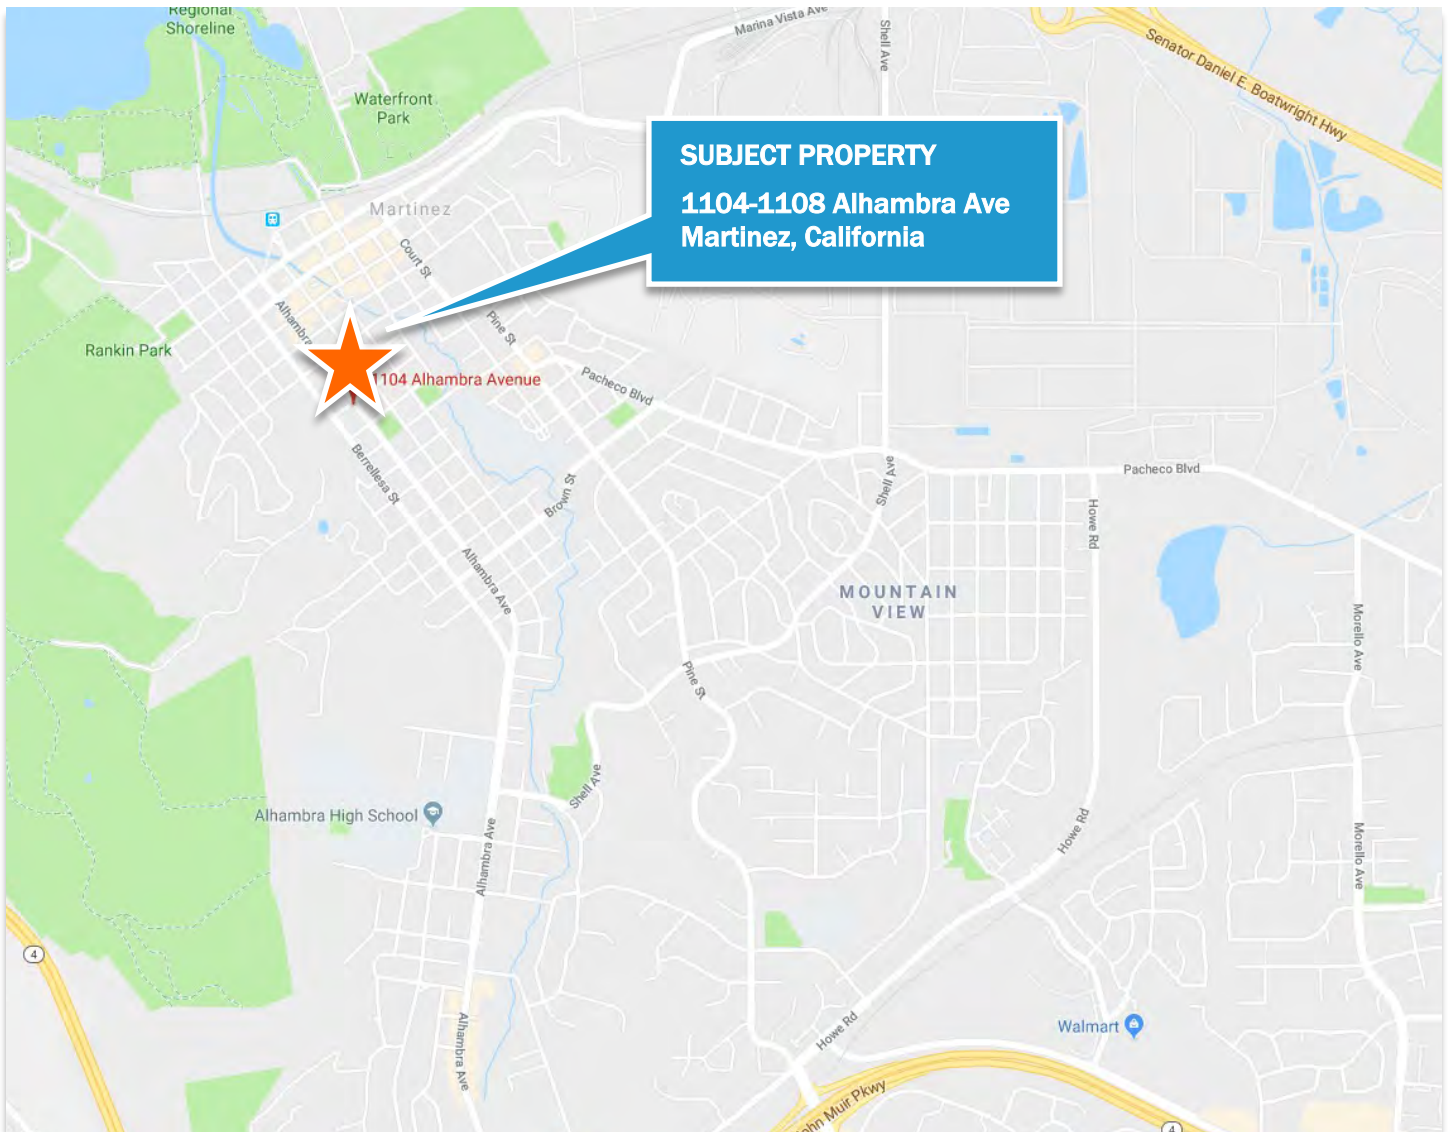 Regional
Shoreline
Marina Vista Ave
Shell Ave
Senator Daniel E. Boatwright Hwy
Waterfront
Park
SUBJECT PROPERTY
1104-1108 Alhambra Ave
Martinez, California
Martinez
Court St
Alhambra
Pine St
Rankin Park
1104 Alhambra Avenue
Pacheco Blvd
Berrellesa St
Brown St
Shell Ave
Pacheco Blvd
Howe Rd
Alhambra Ave
MOUNTAIN
VIEW
Morello Ave
Pine St
Shell Ave
Alhambra High School
Alhambra Ave
Howe Rd
Morello Ave
4
Alhambra Ave
Howe Rd
Walmart
ohn Muir Pkwy
4